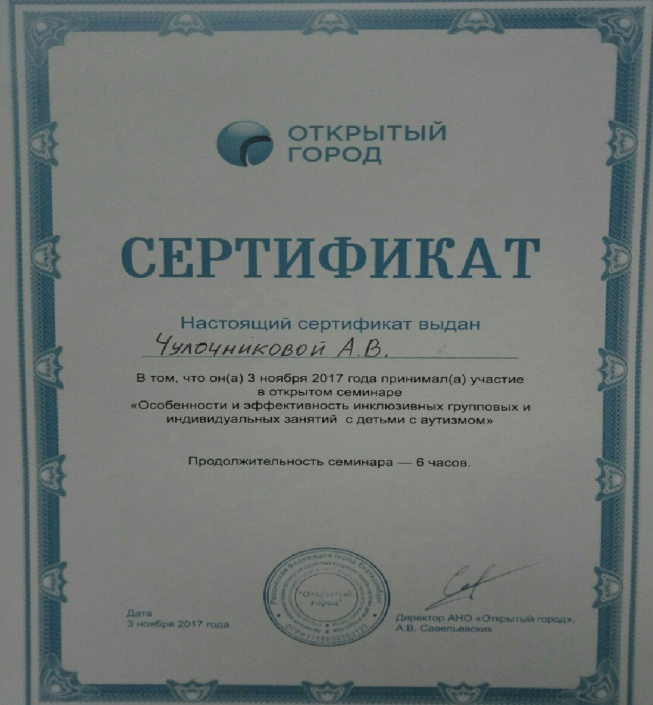 ОТКРЫТЫЙ
ГОРОД
СЕРТИФИКАТ
Настоящий сертификат выдан
Чулочниковой А.В.
В том, что он(а) 3 ноября 2017 года принимал(а) участие
в открытом семинаре
«Особенности и эффективность инклюзивных групповых и
индивидуальных занятий с детьми с аутизмом»
Продолжительность семинара — 6 часов.
"Открытый
город"
Дата
3 ноября 2017 года
Директор АНО «Открытый город»,
А.В. Савельевских